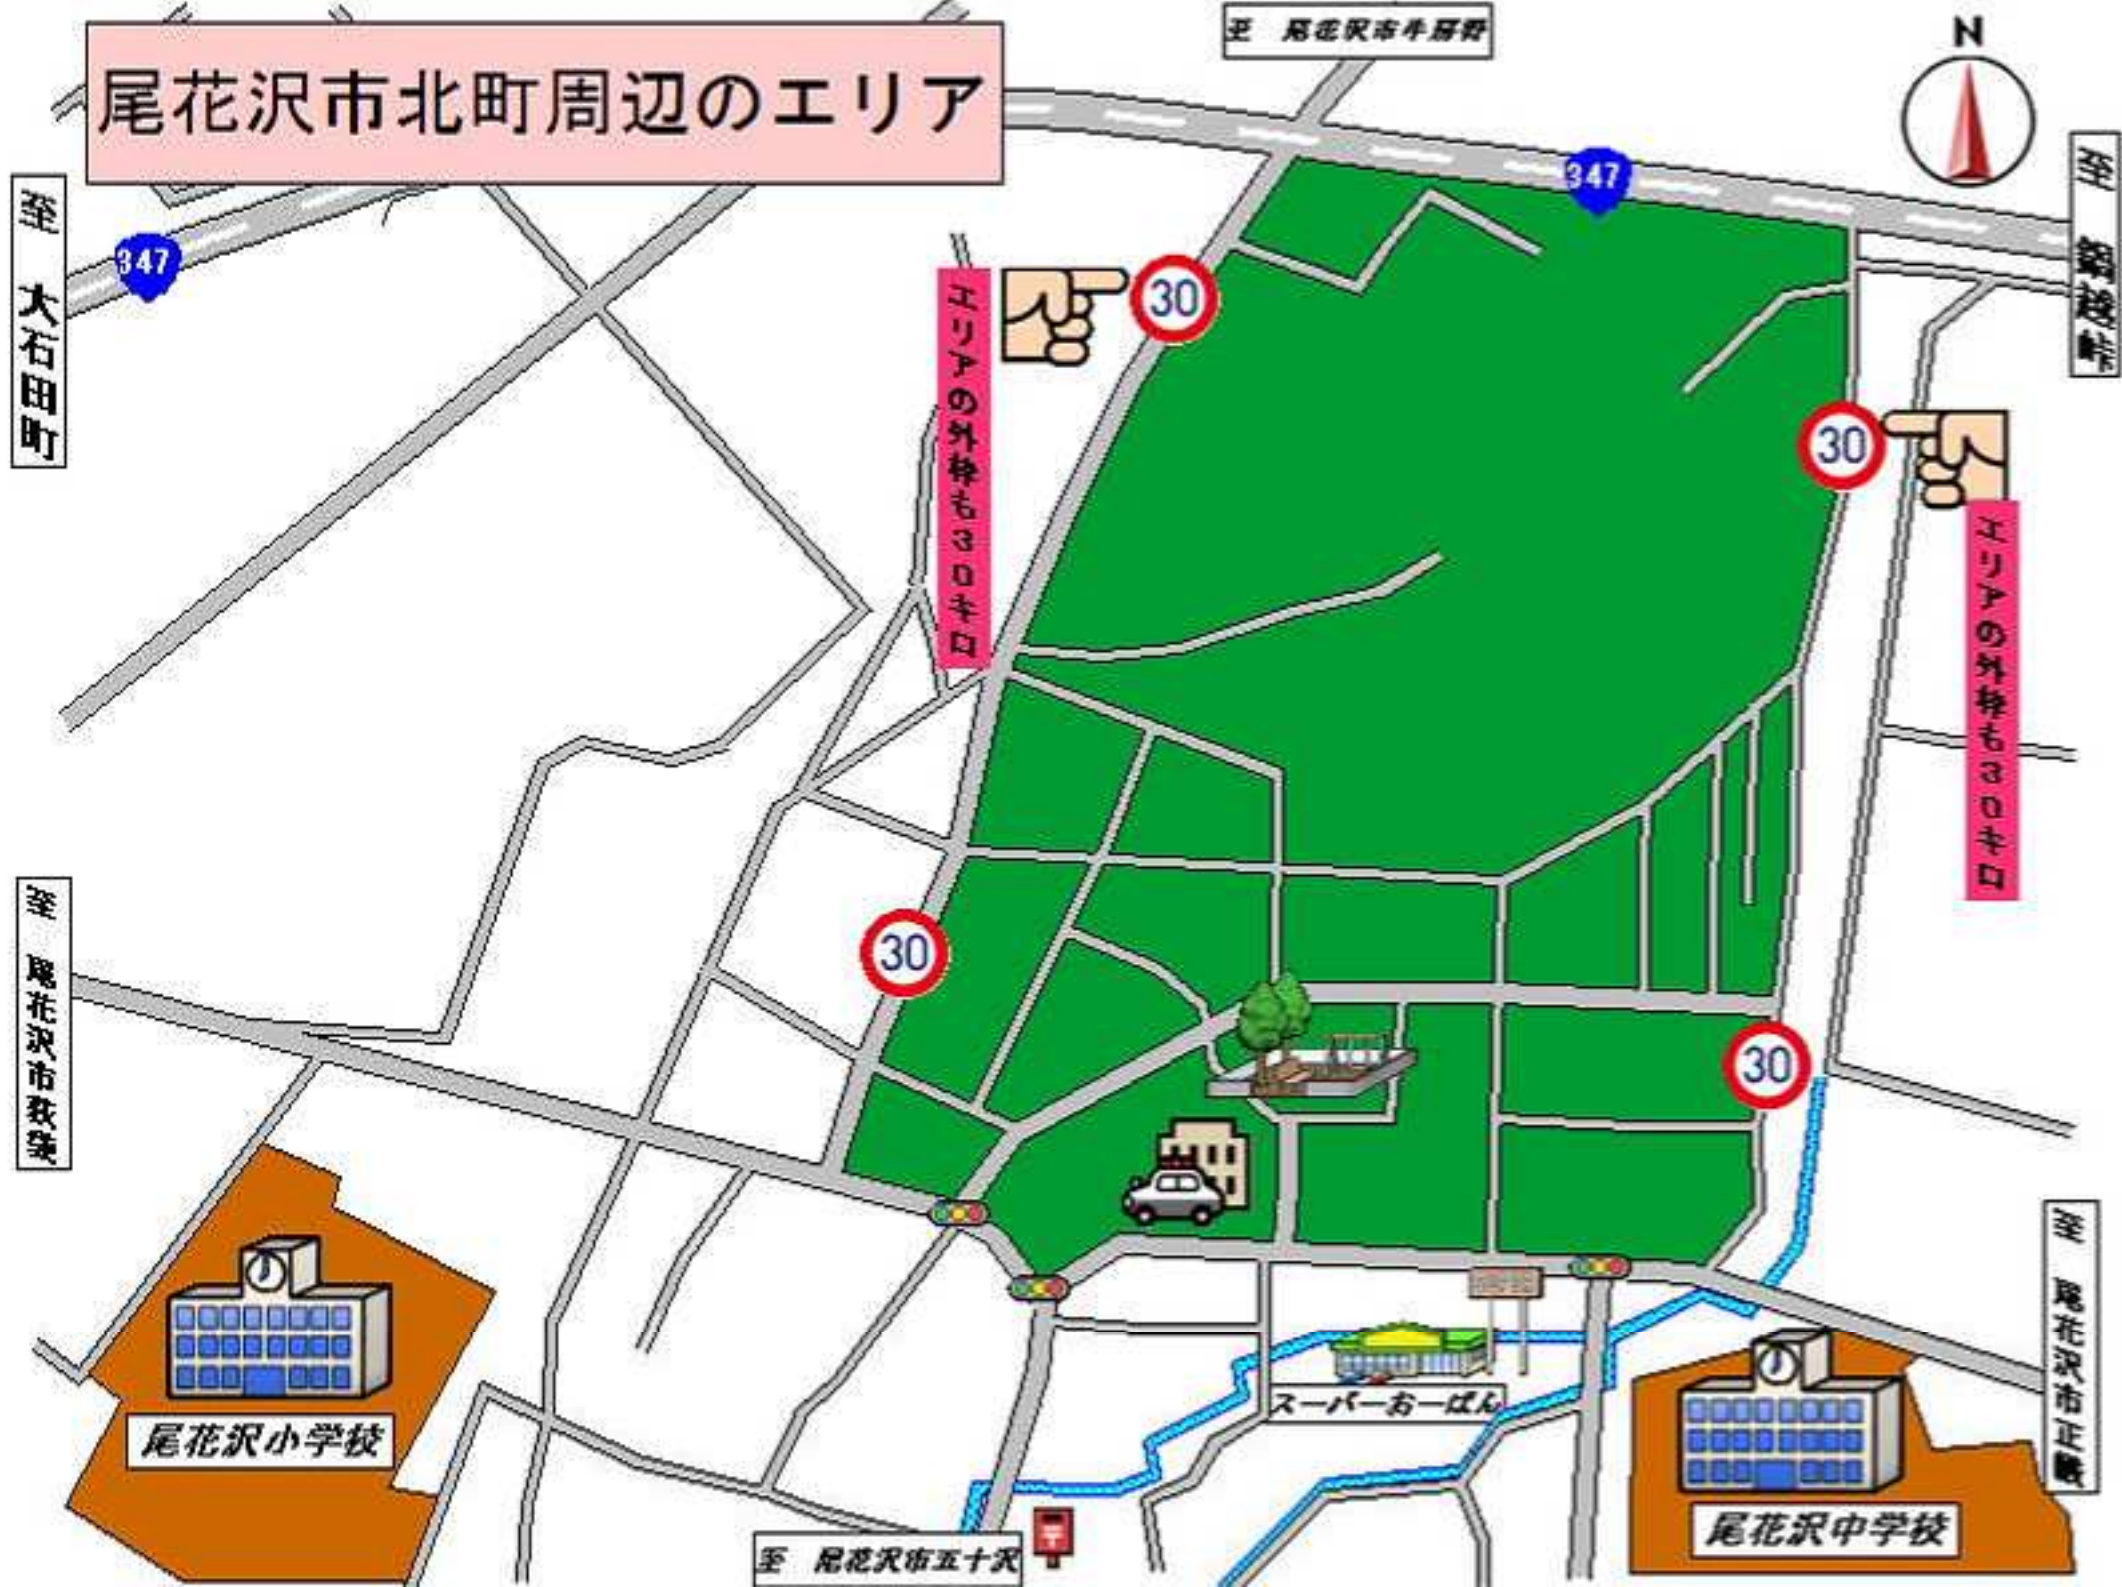 至 尾花沢市牛房野
N
尾花沢市北町周辺のエリア
347
347
至 大石田町
至 鍋越峠
30
30
エリアの外枠も30キロ
エリアの外枠も30キロ
30
30
至 尾花沢市荻袋
至 尾花沢市正厳
スーパーおーばん
尾花沢小学校
尾花沢中学校
至 尾花沢市五十沢